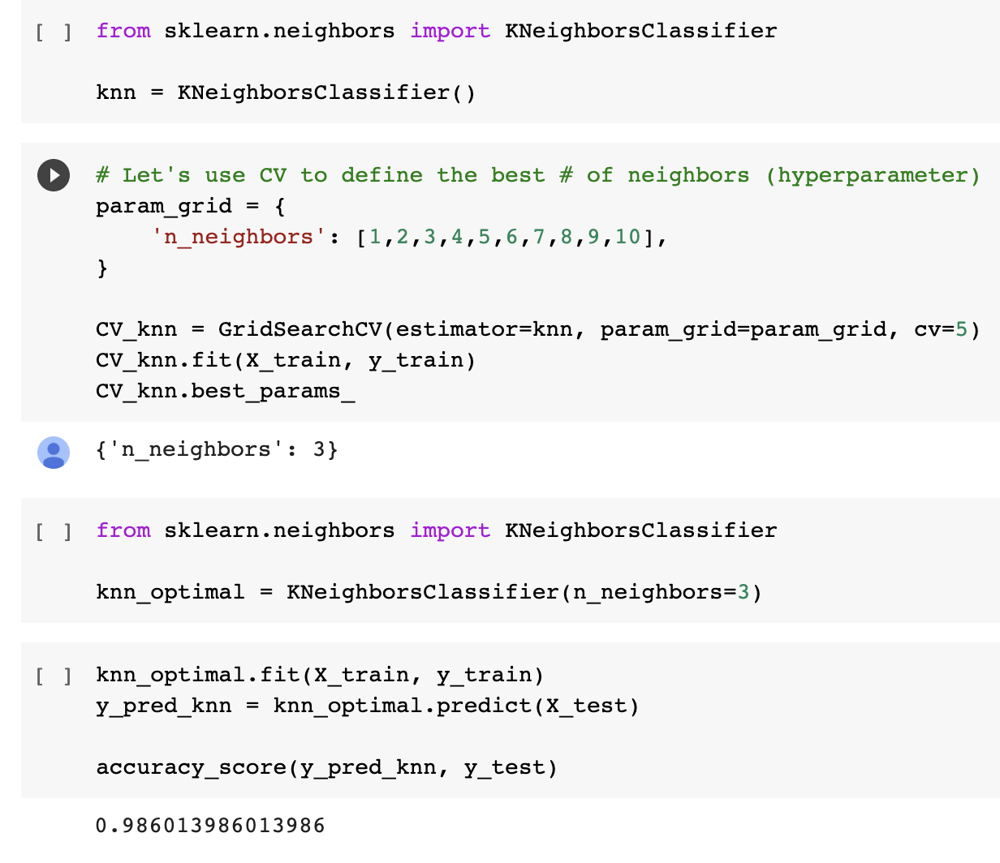 [ ] from sklearn.neighbors import KNeighborsClassifier
knn = KNeighborsClassifier()
# Let's use CV to define the best # of neighbors (hyperparameter)
param_grid = {
    'n_neighbors': [1,2,3,4,5,6,7,8,9,10],
}
CV_knn = GridSearchCV(estimator=knn, param_grid=param_grid, cv=5)
CV_knn.fit(X_train, y_train)
CV_knn.best_params_
{'n_neighbors': 3}
[ ] from sklearn.neighbors import KNeighborsClassifier
knn_optimal = KNeighborsClassifier(n_neighbors=3)
[ ] knn_optimal.fit(X_train, y_train)
y_pred_knn = knn_optimal.predict(X_test)
accuracy_score(y_pred_knn, y_test)
0.986013986013986